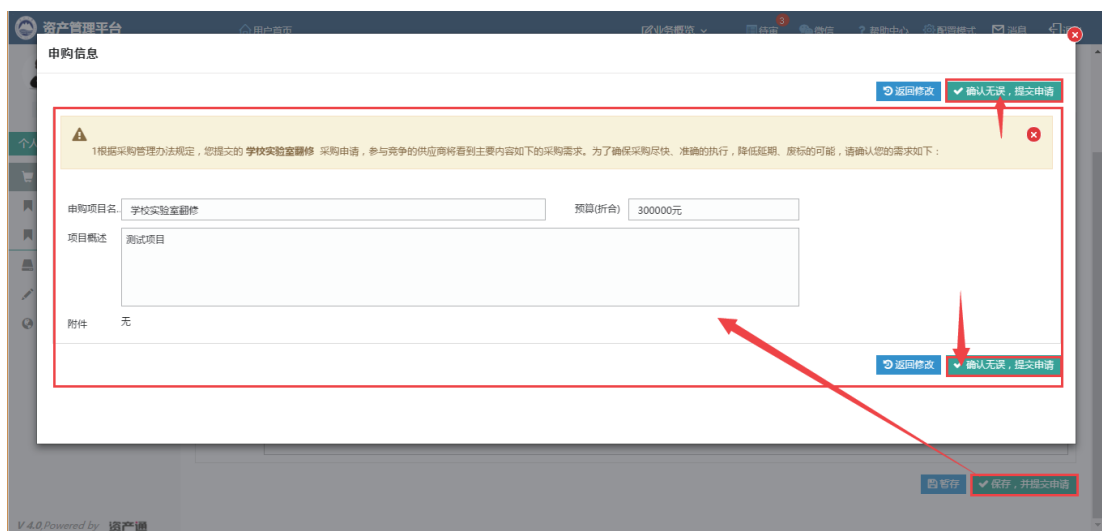 资产管理平台
用户首页
业务概览
待审
3
微信
? 帮助中心
配置模式
消息
申购信息
返回修改
确认无误,提交申请
个人
1根据采购管理办法规定,您提交的 学校实验室翻修 采购申请,参与竞争的供应商将看到主要内容如下的采购需求。为了确保采购尽快、准确的执行,降低延期、废标的可能,请确认您的需求如下:
申购项目名.. 学校实验室翻修
预算(折合) 300000元
项目概述 测试项目
附件 无
返回修改
确认无误,提交申请
暂存
保存,并提交申请
V 4.0,Powered by 资产通